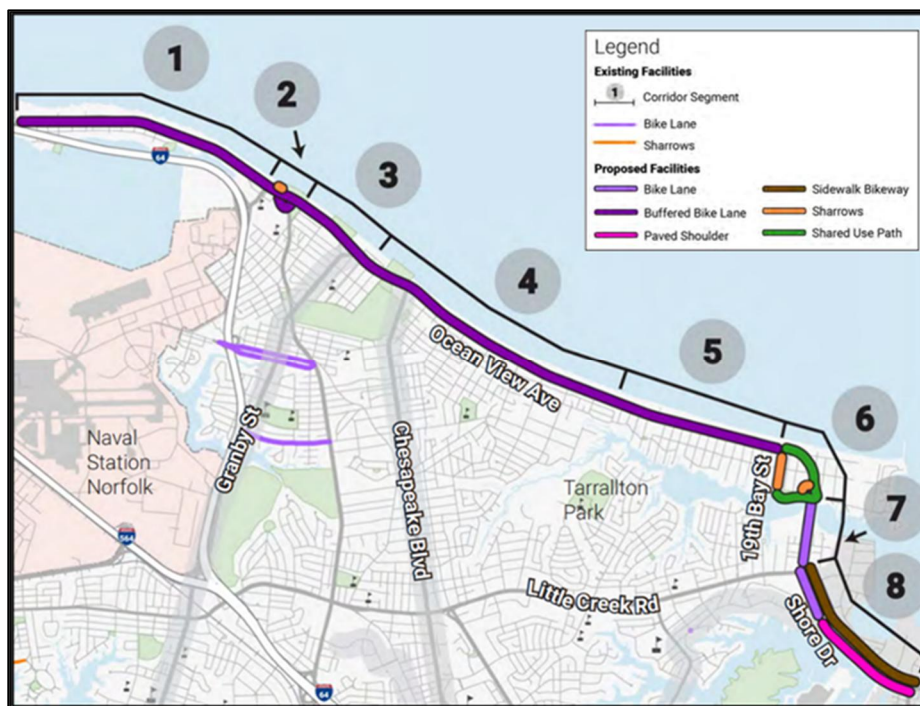 1
2
3
4
5
6
7
8
Legend
Existing Facilities
1 Corridor Segment
Bike Lane
Sharrows
Proposed Facilities
Bike Lane
Buffered Bike Lane
Paved Shoulder
Sidewalk Bikeway
Sharrows
Shared Use Path
64
Ocean View Ave
Granby St
Chesapeake Blvd
Naval
Station
Norfolk
Tarrallton
Park
19th Bay St
564
Little Creek Rd
Shore Dr
64